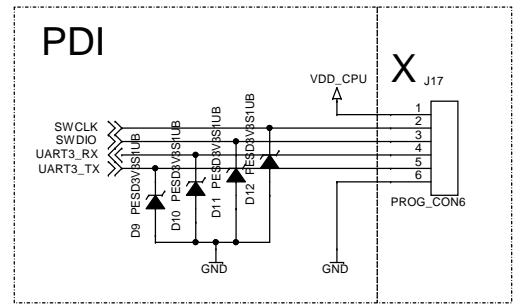 PDI
X
J17
VDD_CPU
1
SWCLK
2
SWDIO
3
UART3_RX
4
UART3_TX
5
6
PROG_CON6
D9 PESD3V3S1UB
D10 PESD3V3S1UB
D11 PESD3V3S1UB
D12 PESD3V3S1UB
GND
GND